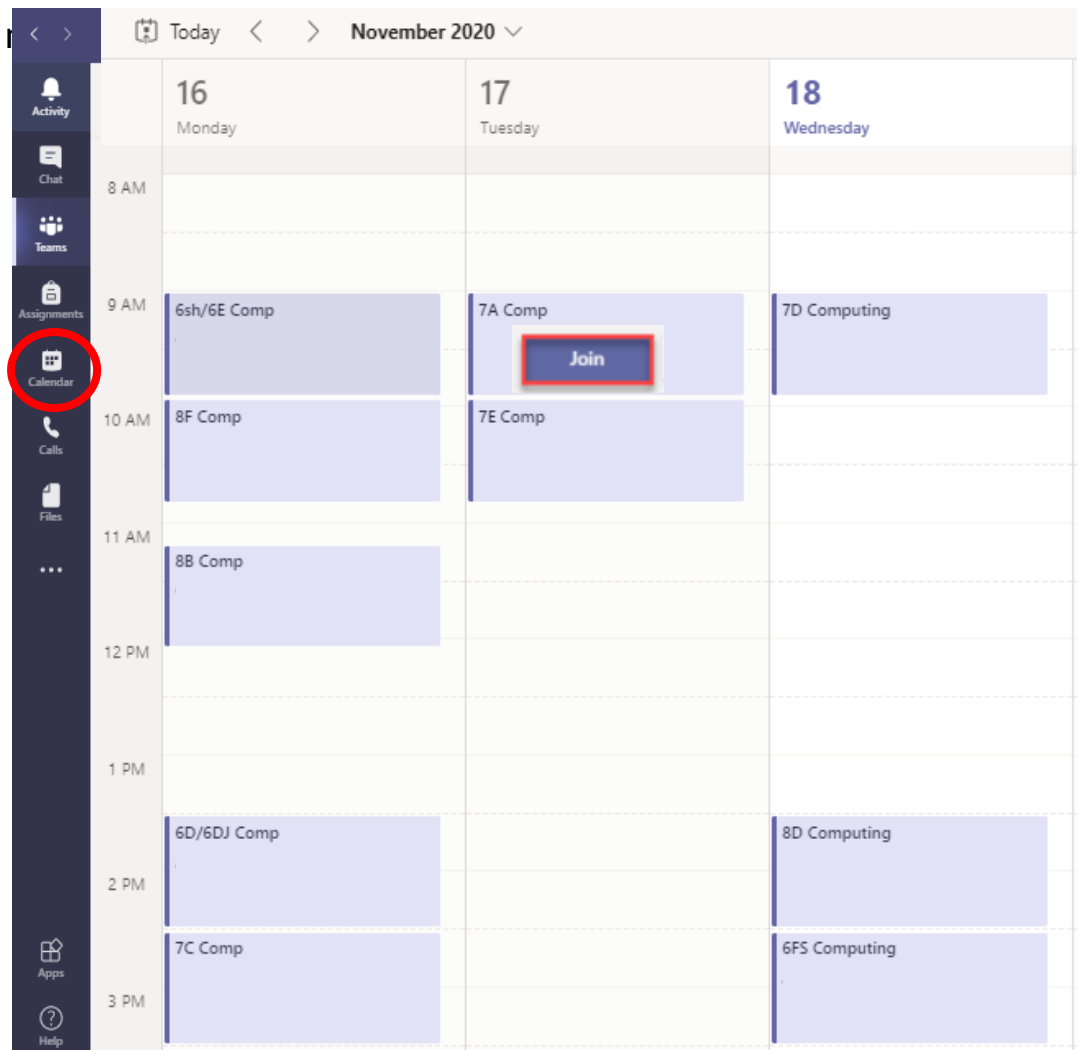 Today November 2020
Activity
Chat
Teams
Assignments
Calendar
Calls
Files
Apps
Help
16
Monday
17
Tuesday
18
Wednesday
8 AM
9 AM
10 AM
11 AM
12 PM
1 PM
2 PM
3 PM
6sh/6E Comp
8F Comp
8B Comp
6D/6DJ Comp
7C Comp
7A Comp
Join
7E Comp
7D Computing
8D Computing
6FS Computing